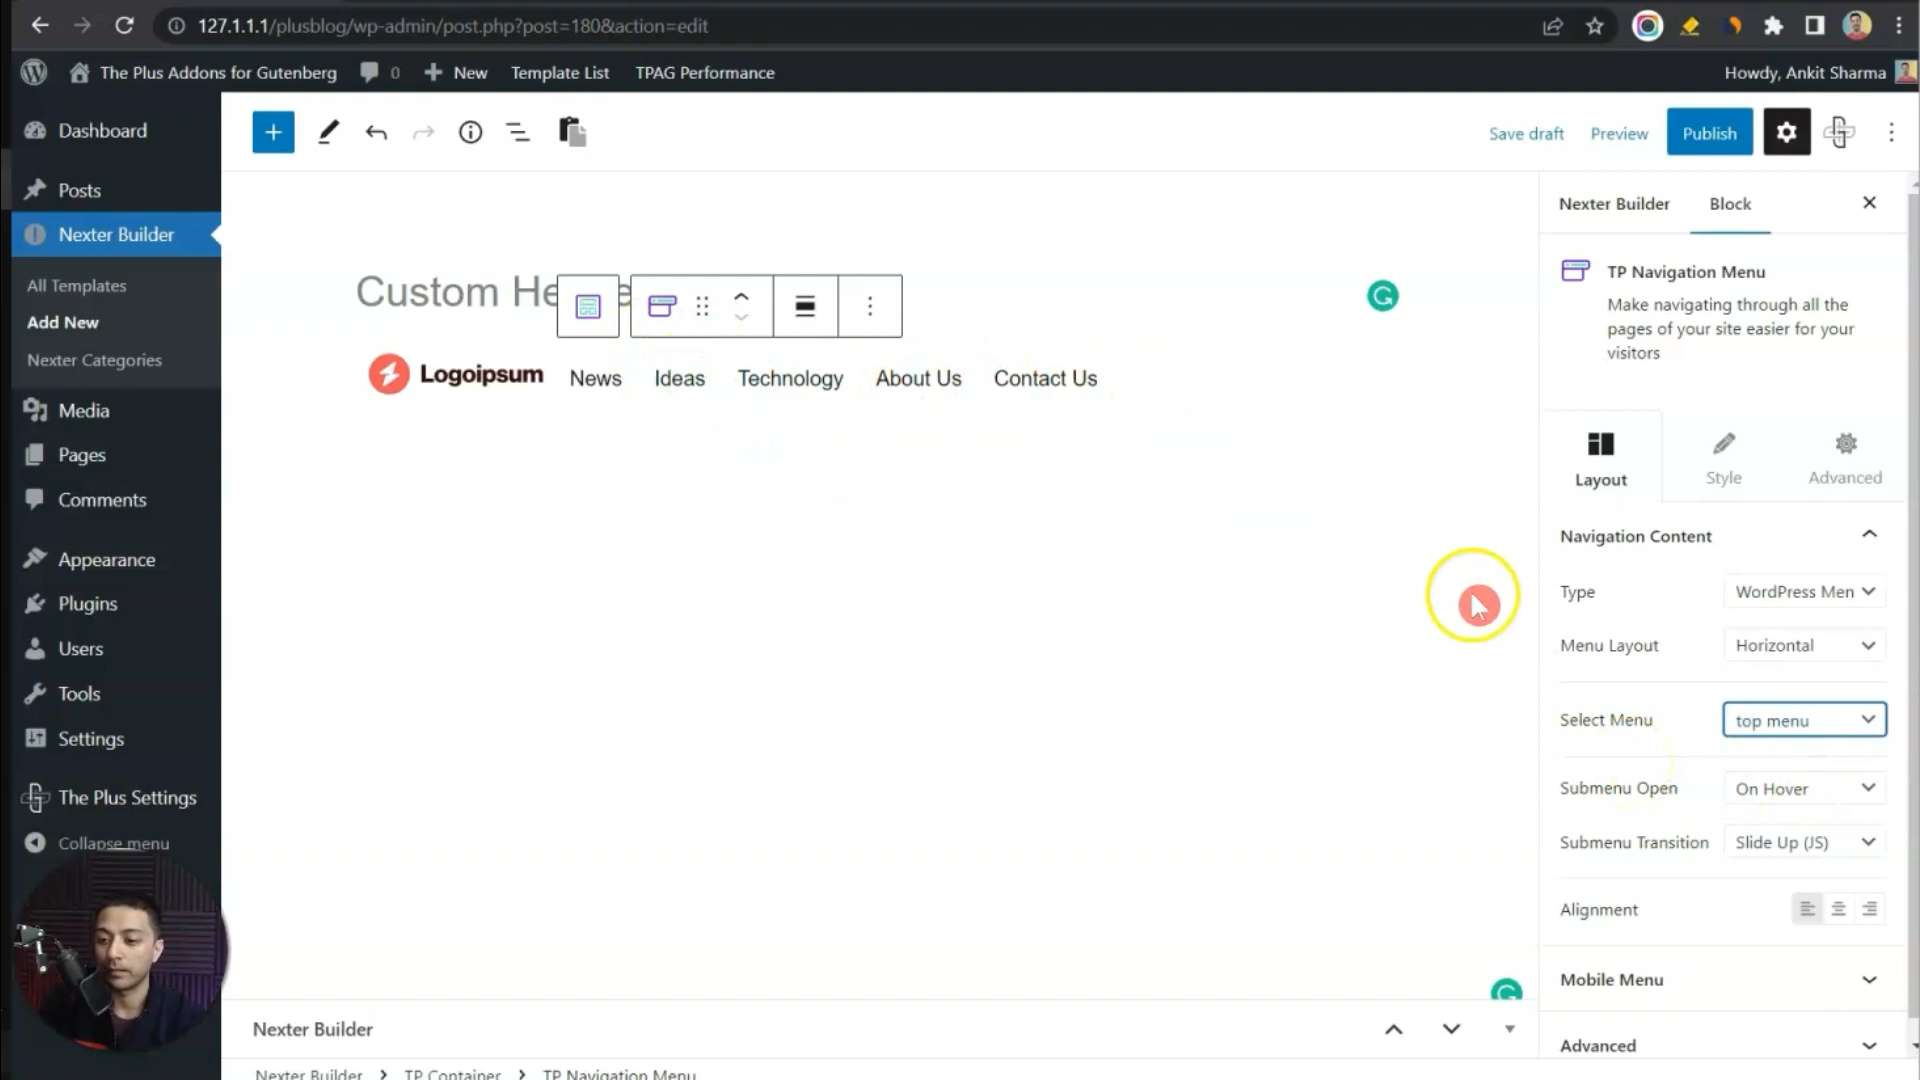 127.1.1.1/plusblog/wp-admin/post.php?post=180&action=edit
The Plus Addons for Gutenberg
0
New
Template List
TPAG Performance
Howdy, Ankit Sharma
Dashboard
Posts
Nexter Builder
All Templates
Add New
Nexter Categories
Media
Pages
Comments
Appearance
Plugins
Users
Tools
Settings
The Plus Settings
Collapse menu
Save draft
Preview
Publish
Custom He
Logoipsum
News
Ideas
Technology
About Us
Contact Us
Nexter Builder
Block
TP Navigation Menu
Make navigating through all the
pages of your site easier for your
visitors
Layout
Style
Advanced
Navigation Content
Type
WordPress Men
Menu Layout
Horizontal
Select Menu
top menu
Submenu Open
On Hover
Submenu Transition
Slide Up (JS)
Alignment
Mobile Menu
Advanced
Nexter Builder
Nexter Builder > TP Container > TP Navigation Menu